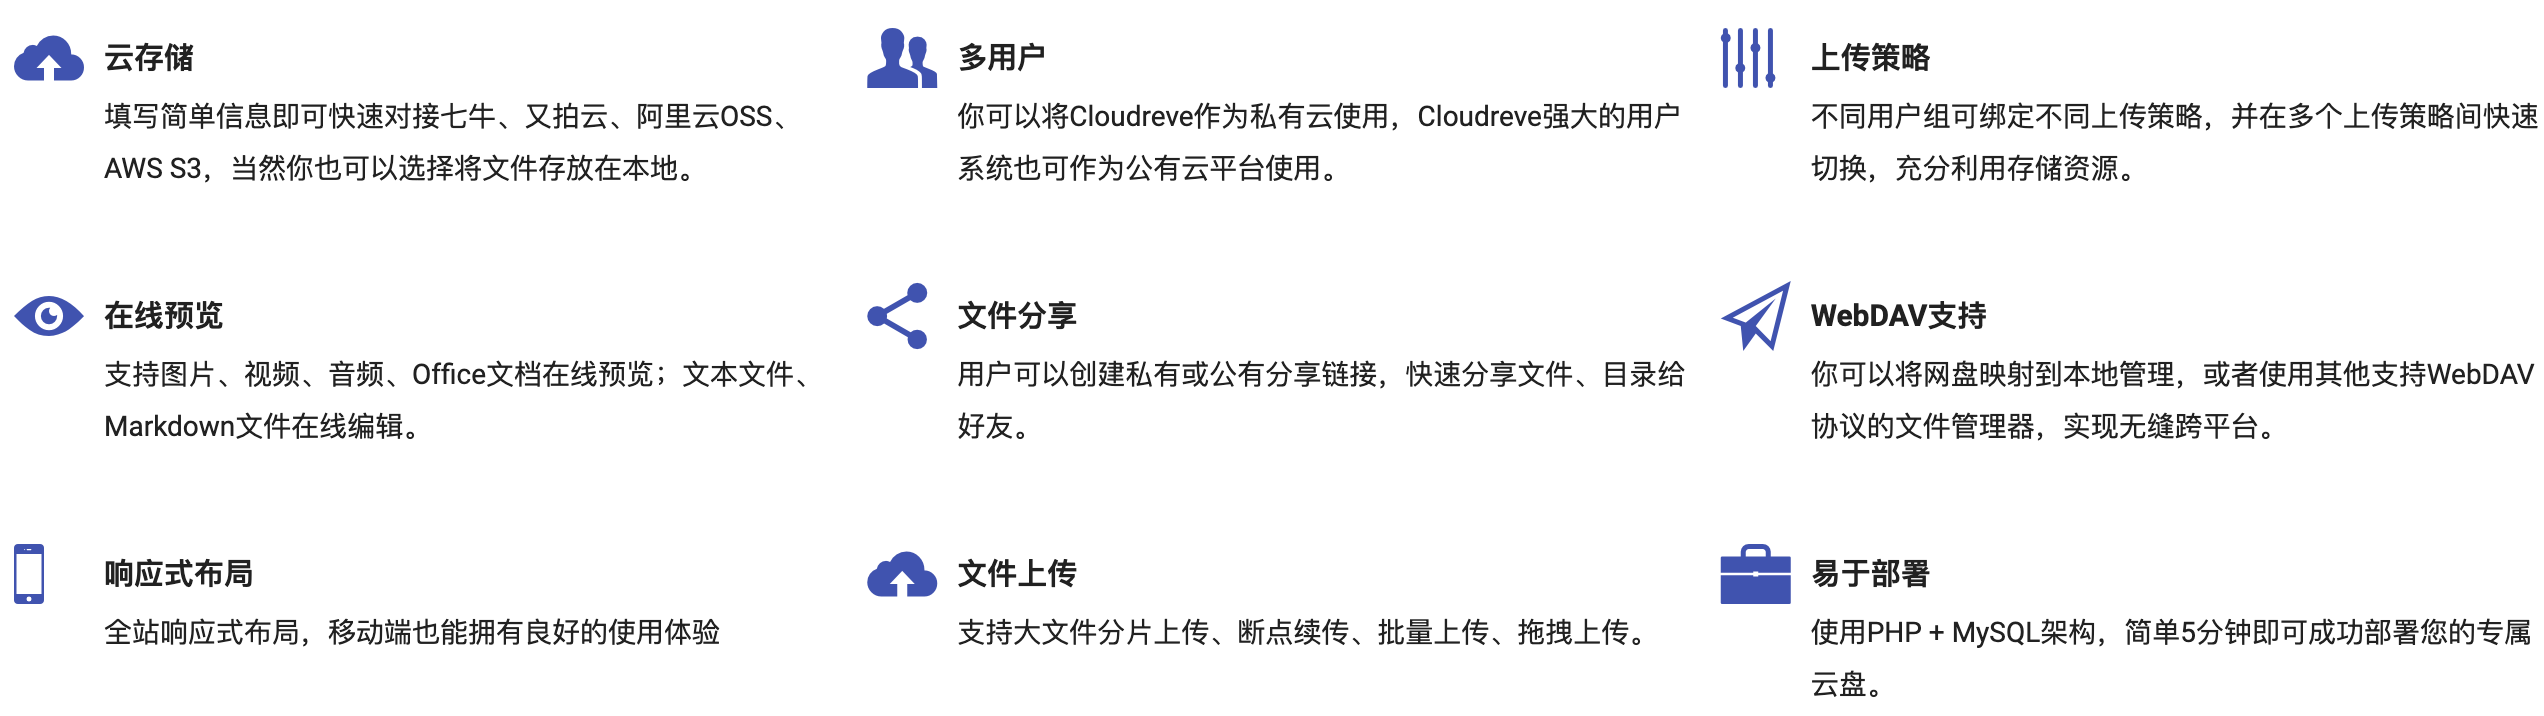 云存储
填写简单信息即可快速对接七牛、又拍云、阿里云OSS、
AWS S3，当然你也可以选择将文件存放在本地。
多用户
你可以将Cloudreve作为私有云使用，Cloudreve强大的用户
系统也可作为公有云平台使用。
上传策略
不同用户组可绑定不同上传策略，并在多个上传策略间快速
切换，充分利用存储资源。
在线预览
支持图片、视频、音频、Office文档在线预览；文本文件、
Markdown文件在线编辑。
文件分享
用户可以创建私有或公有分享链接，快速分享文件、目录给
好友。
WebDAV支持
你可以将网盘映射到本地管理，或者使用其他支持WebDAV
协议的文件管理器，实现无缝跨平台。
响应式布局
全站响应式布局，移动端也能拥有良好的使用体验
文件上传
支持大文件分片上传、断点续传、批量上传、拖拽上传。
易于部署
使用PHP + MySQL架构，简单5分钟即可成功部署您的专属
云盘。